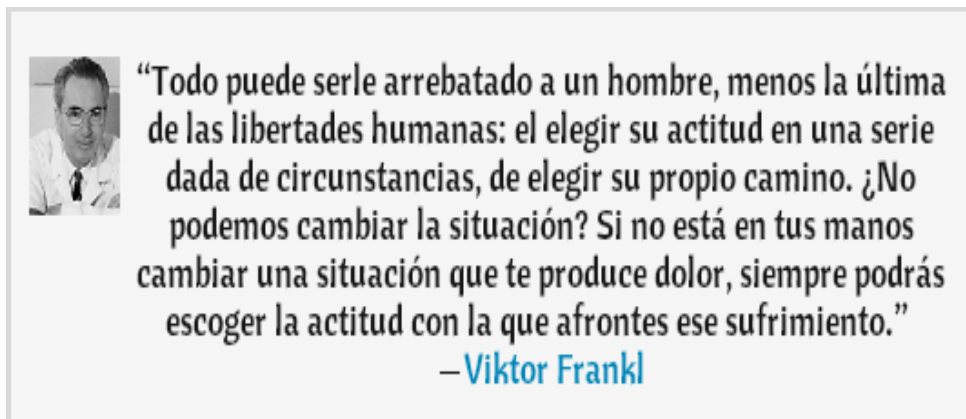 “Todo puede serle arrebatado a un hombre, menos la última
de las libertades humanas: el elegir su actitud en una serie
dada de circunstancias, de elegir su propio camino. ¿No
podemos cambiar la situación? Si no está en tus manos
cambiar una situación que te produce dolor, siempre podrás
escoger la actitud con la que afrontes ese sufrimiento.”
—Viktor Frankl